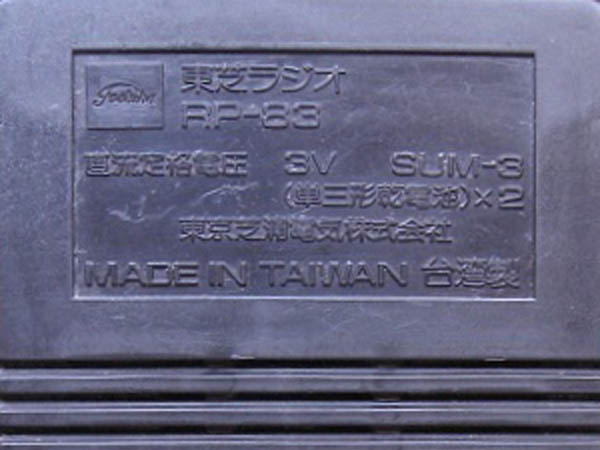 Toshiba
東芝ラジオ
RP-83
直流定格電圧 3V SUM-3
(単三形乾電池)×2
東京芝浦電気株式会社
MADE IN TAIWAN 台湾製